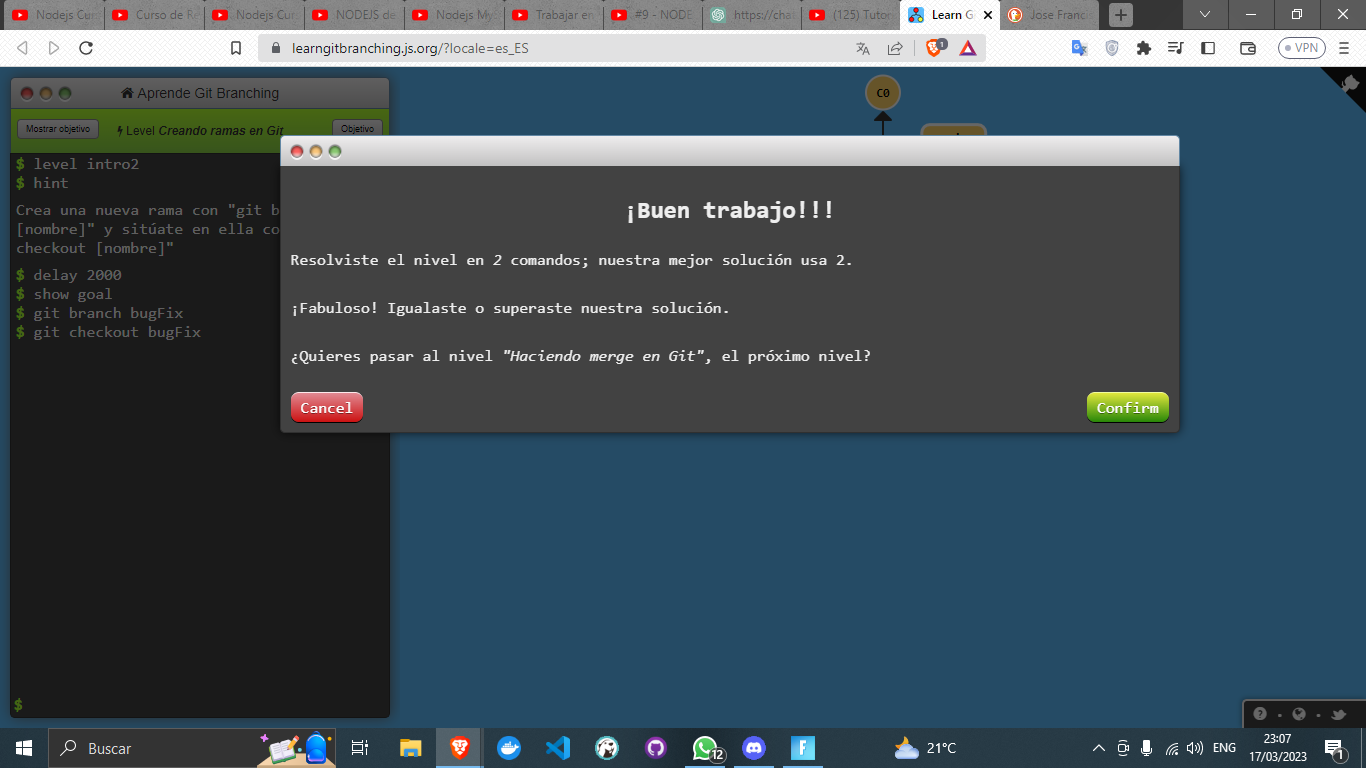 Nodejs Curs
Curso de Re
Nodejs Curs
NODEJS de
Nodejs MyS
Trabajar en
#9 - NODE
https://chat
(125) Tutor
Learn G
Jose Francis
learngitbranching.js.org/?locale=es_ES
1
VPN
Aprende Git Branching
Mostrar objetivo
Level Creando ramas en Git
Objetivo
$ level intro2
$ hint
Crea una nueva rama con "git b
[nombre]" y sitúate en ella co
checkout [nombre]"
$ delay 2000
$ show goal
$ git branch bugFix
$ git checkout bugFix
$
C0
¡Buen trabajo!!!
Resolviste el nivel en 2 comandos; nuestra mejor solución usa 2.
¡Fabuloso! Igualaste o superaste nuestra solución.
¿Quieres pasar al nivel "Haciendo merge en Git", el próximo nivel?
Cancel
Confirm
Buscar
12
21°C
ENG
23:07
17/03/2023
1